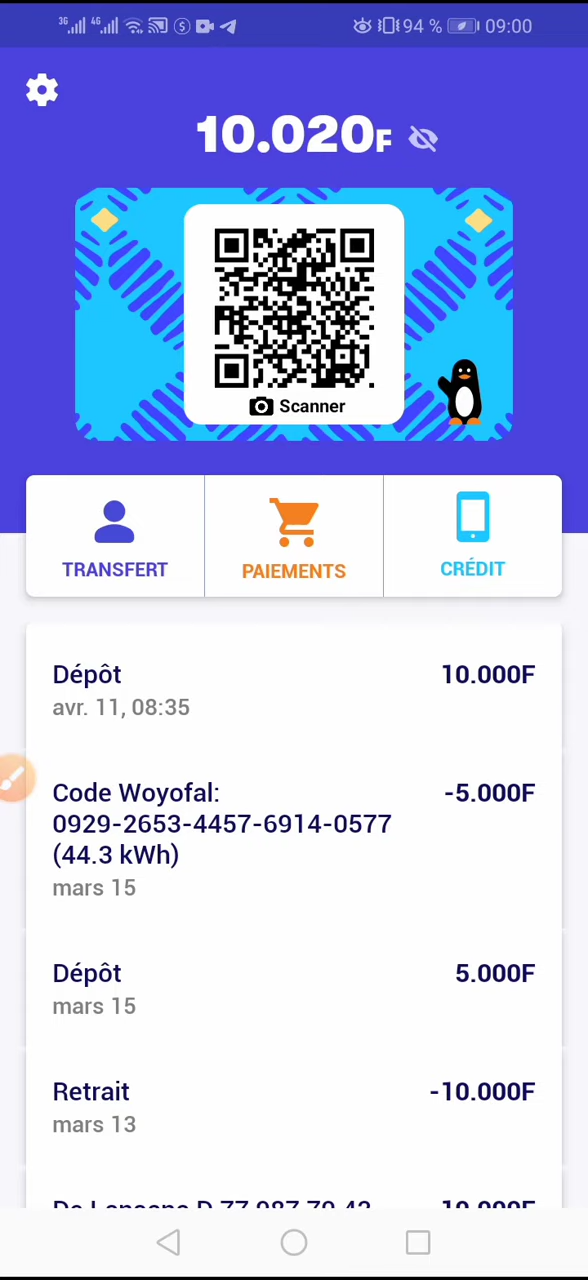 3G 4G 94 % 09:00
10.020F
Scanner
TRANSFERT PAIEMENTS CRÉDIT
Dépôt 10.000F
avr. 11, 08:35
Code Woyofal: -5.000F
0929-2653-4457-6914-0577
(44.3 kWh)
mars 15
Dépôt 5.000F
mars 15
Retrait -10.000F
mars 13